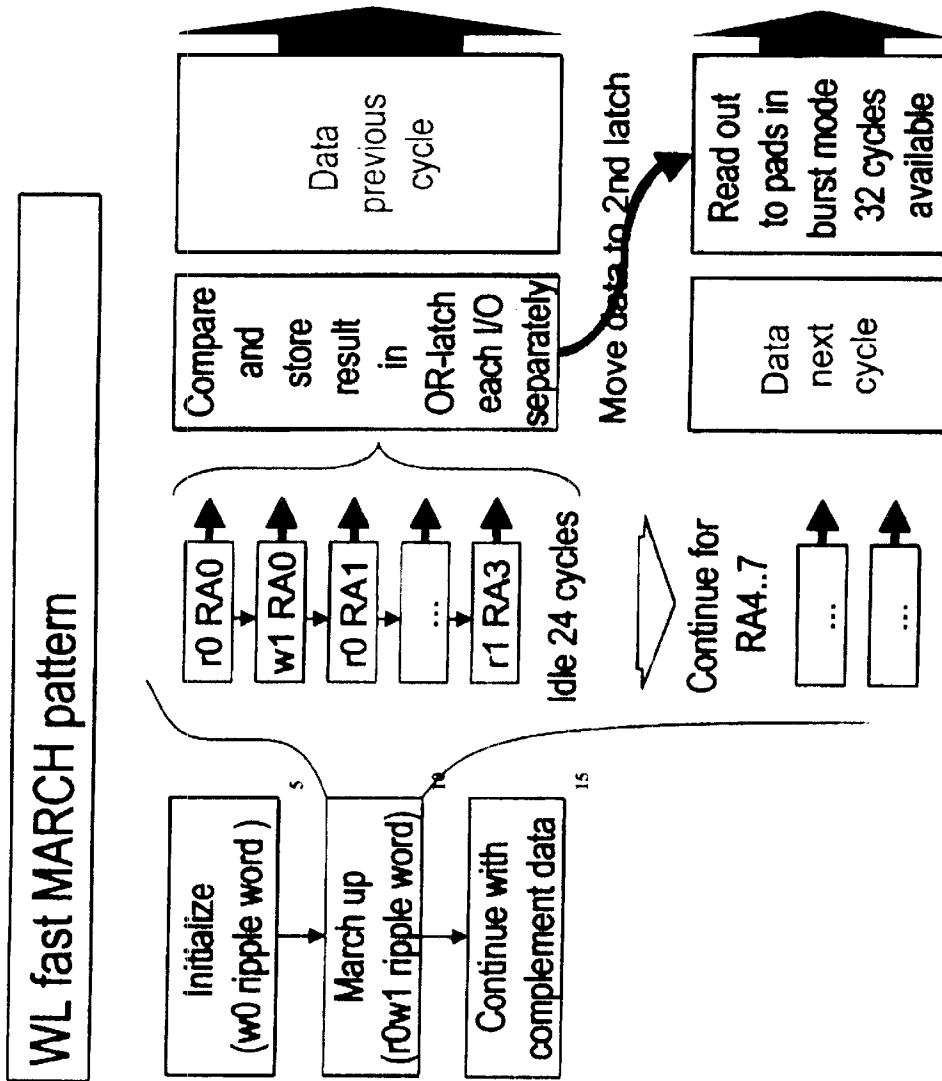 WL fast MARCH pattern
Initialize
(w0 ripple word )
5
March up
(r0w1 ripple word)
10
Continue with
complement data
15
r0 RA0
w1 RA0
r0 RA1
...
r1 RA3
Idle 24 cycles
Continue for
RA4..7
...
...
Compare
and
store
result
in
OR-latch
each I/O
separately
Data
previous
cycle
Move data to 2nd latch
Data
next
cycle
Read out
to pads in
burst mode
32 cycles
available